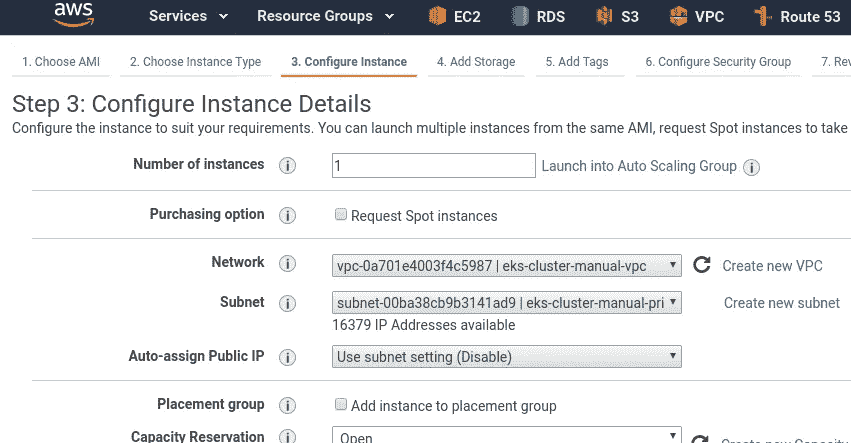 aws Services Resource Groups EC2 RDS S3 VPC Route 53
1. Choose AMI 2. Choose Instance Type 3. Configure Instance 4. Add Storage 5. Add Tags 6. Configure Security Group 7. Rev
Step 3: Configure Instance Details
Configure the instance to suit your requirements. You can launch multiple instances from the same AMI, request Spot instances to take
Number of instances 1 Launch into Auto Scaling Group
Purchasing option Request Spot instances
Network vpc-0a701e4003f4c5987 | eks-cluster-manual-vpc Create new VPC
Subnet subnet-00ba38cb9b3141ad9 | eks-cluster-manual-pri Create new subnet
16379 IP Addresses available
Auto-assign Public IP Use subnet setting (Disable)
Placement group Add instance to placement group
Capacity Reservation Open Create new Capacity